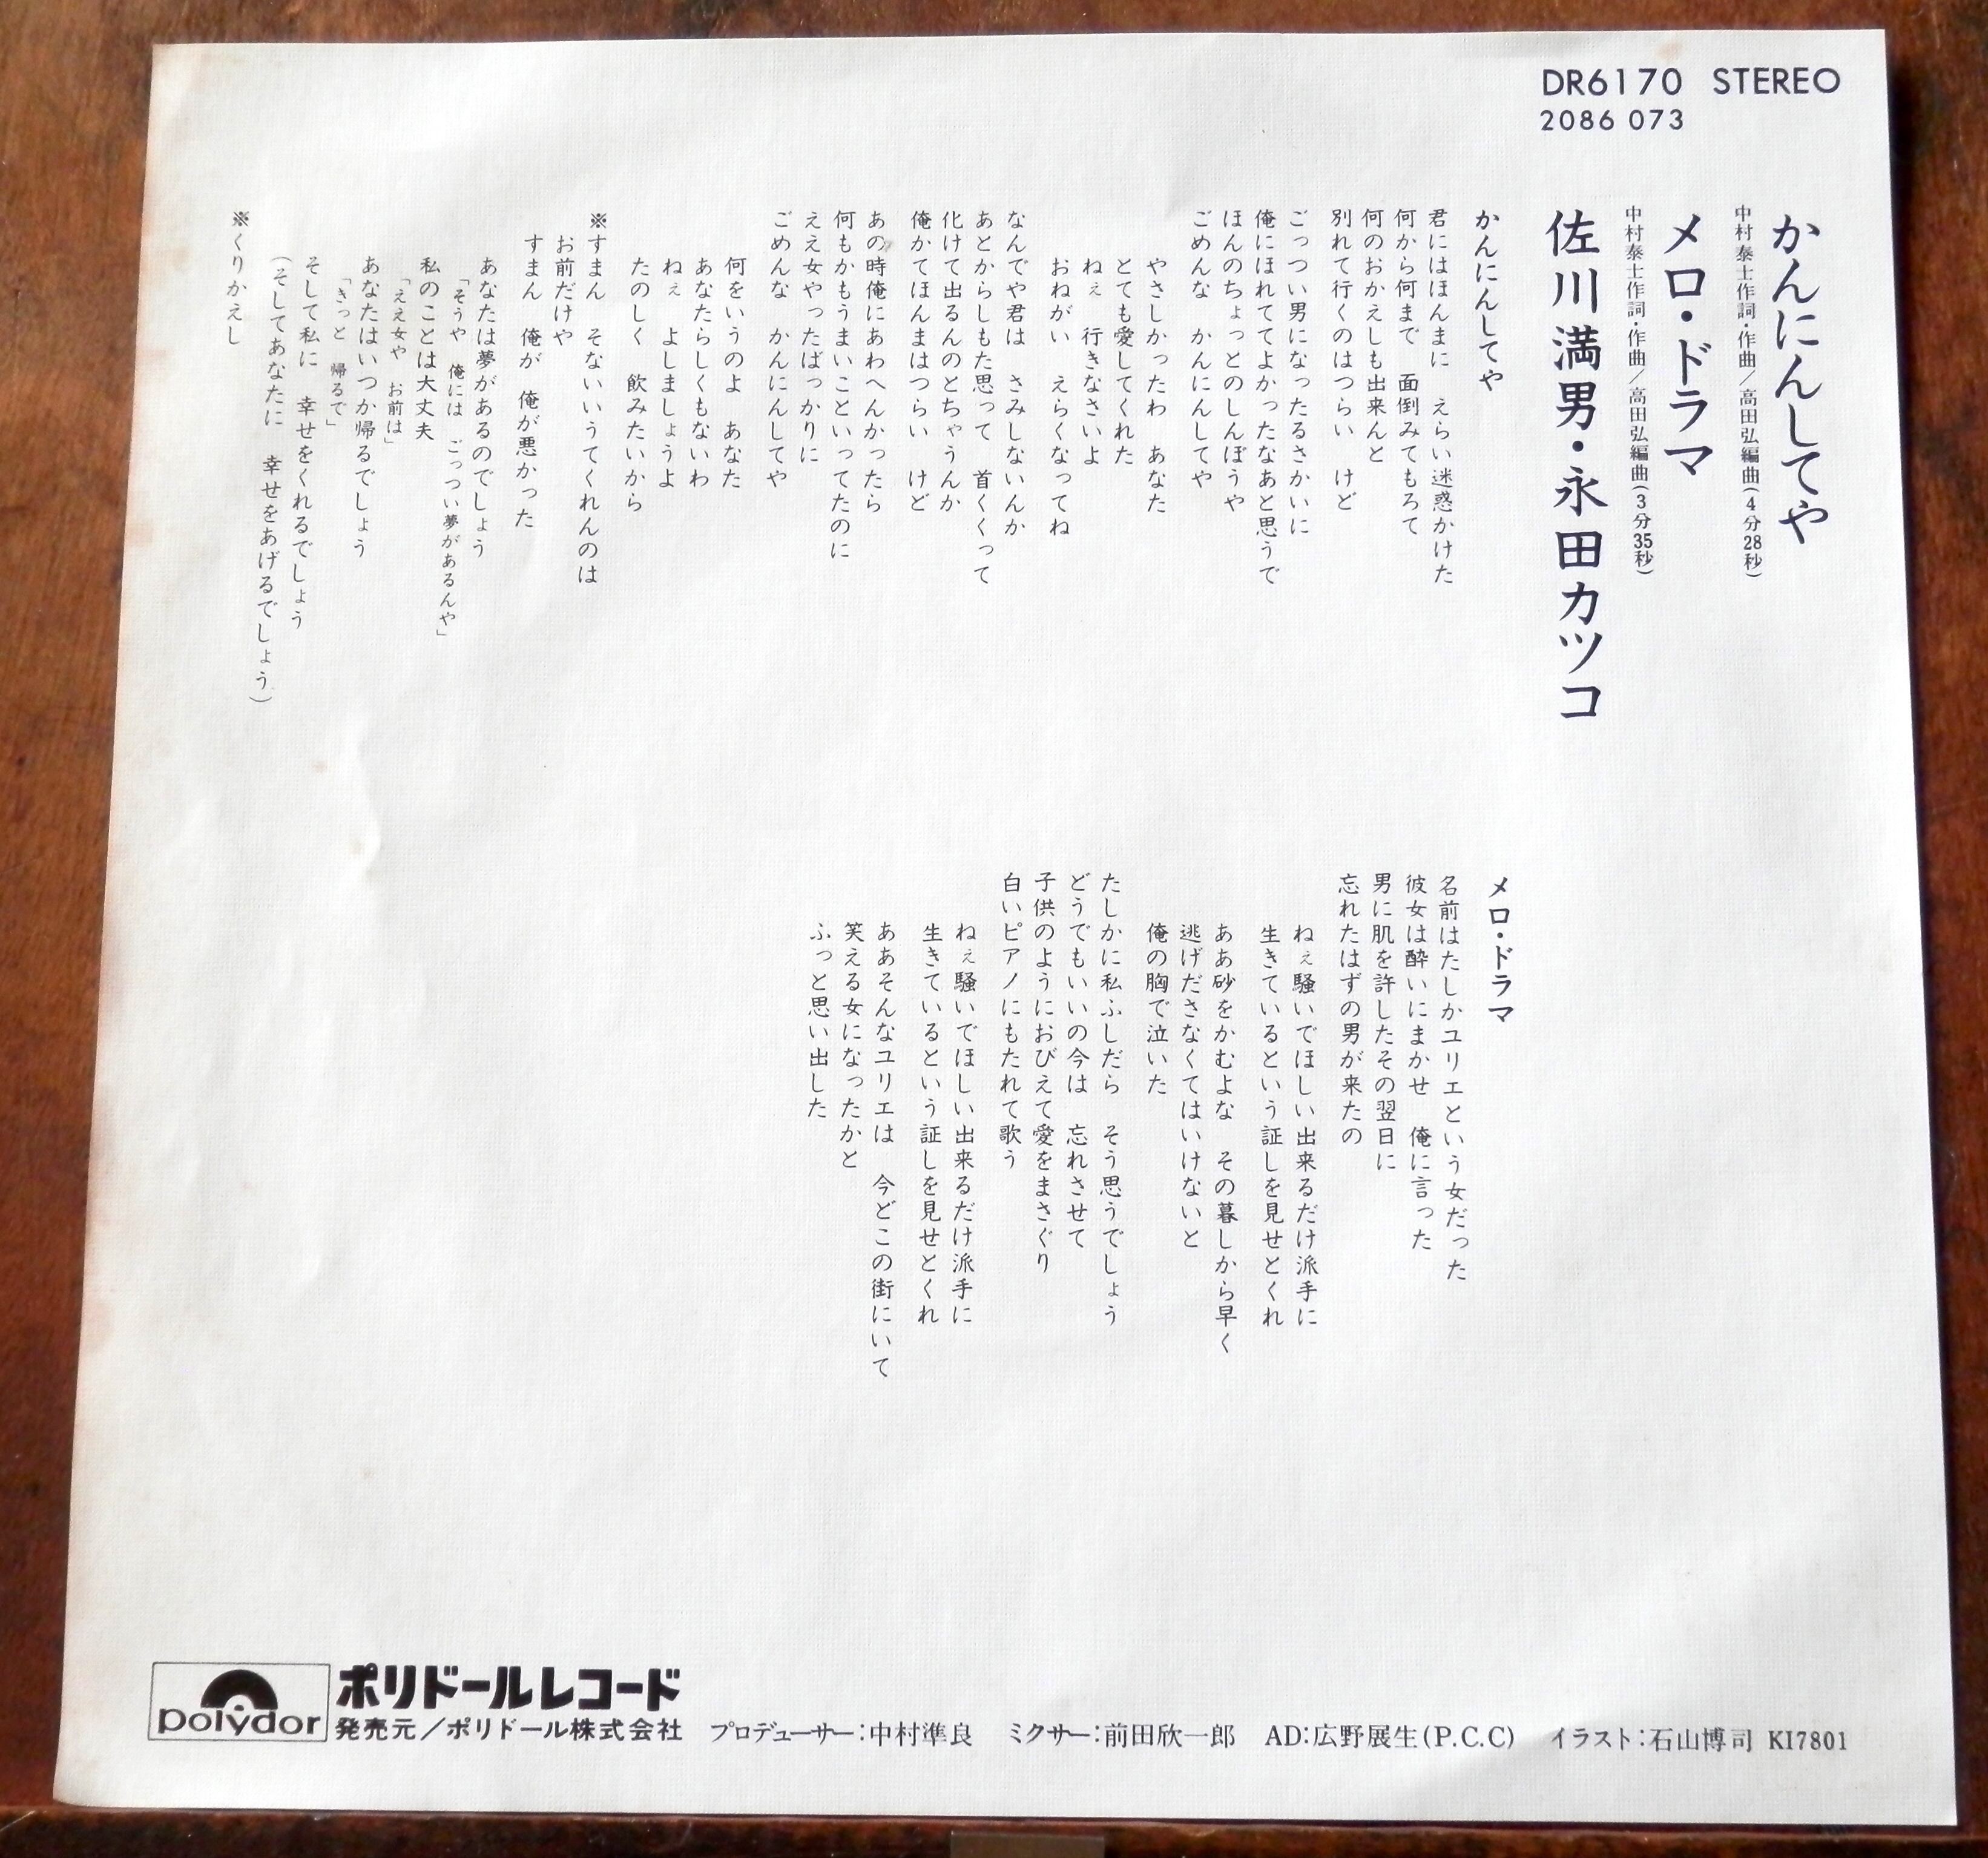 DR6170 STEREO
2086 073
かんにんしてや
中村泰士作詞・作曲／高田弘編曲(4分28秒)
メロ・ドラマ
中村泰士作詞・作曲／高田弘編曲(3分35秒)
佐川満男・永田カツコ
かんにんしてや
君にはほんまに　えらい迷惑かけた
何から何まで　面倒みてもろて
何のおかえしも出来んと
別れて行くのはつらい　けど
ごっつい男になったるさかいに
俺にほれててよかったなあと思うで
ほんのちょっとのしんぼうや
ごめんな　かんにんしてや
やさしかったわ　あなた
とても愛してくれた
ねぇ　行きなさいよ
おねがい　えらくなってね
なんでや君は　さみしないんか
あとからしもた思って　首くくって
化けて出るんのとちゃうんか
俺かてほんまはつらい　けど
あの時俺にあわへんかったら
何もかもうまいこといってたのに
ええ女やったばっかりに
ごめんな　かんにんしてや
何をいうのよ　あなた
あなたらしくもないわ
ねぇ　よしましょうよ
たのしく　飲みたいから
※すまん　そないいうてくれんのは
お前だけや
すまん　俺が　俺が悪かった
あなたは夢があるのでしょう
「そうや　俺には　ごっつい夢があるんや」
私のことは大丈夫
「ええ女や　お前は」
あなたはいつか帰るでしょう
「きっと　帰るで」
そして私に　幸せをくれるでしょう
(そしてあなたに　幸せをあげるでしょう)
※くりかえし
メロ・ドラマ
名前はたしかユリエという女だった
彼女は酔いにまかせ　俺に言った
男に肌を許したその翌日に
忘れたはずの男が来たの
ねぇ騒いでほしい出来るだけ派手に
生きているという証しを見せとくれ
ああ砂をかむよな　その暮しから早く
逃げださなくてはいけないと
俺の胸で泣いた
たしかに私ふしだら　そう思うでしょう
どうでもいいの今は　忘れさせて
子供のようにおびえて愛をまさぐり
白いピアノにもたれて歌う
ねぇ騒いでほしい出来るだけ派手に
生きているという証しを見せとくれ
ああそんなユリエは　今どこの街にいて
笑える女になったかと
ふっと思い出した
polydor
ポリドールレコード
発売元／ポリドール株式会社　プロデューサー:中村準良　ミクサー:前田欣一郎　AD:広野展生(P.C.C)　イラスト:石山博司 KI7801